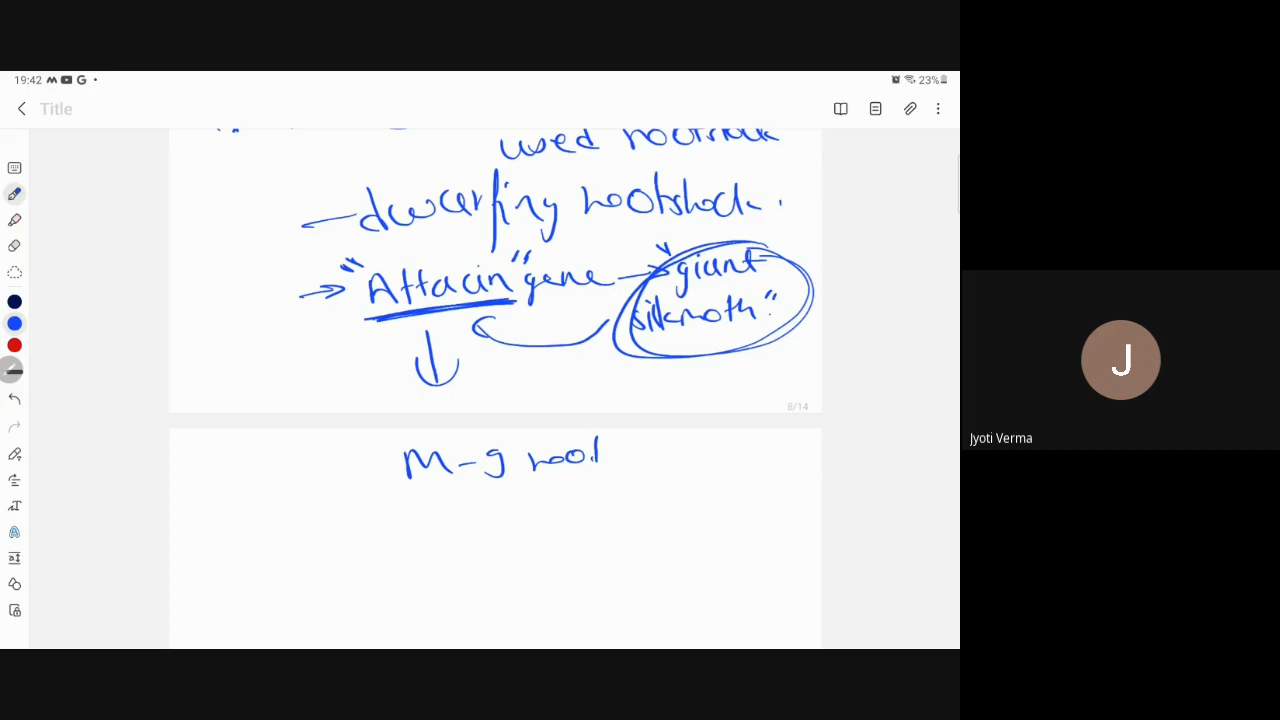 19:42 M G 23%
Title
used rootstock
- dwarfing rootstock.
→ "Attacin" gene → "giant
silkmoth"
8/14
M-9 root
J
Jyoti Verma